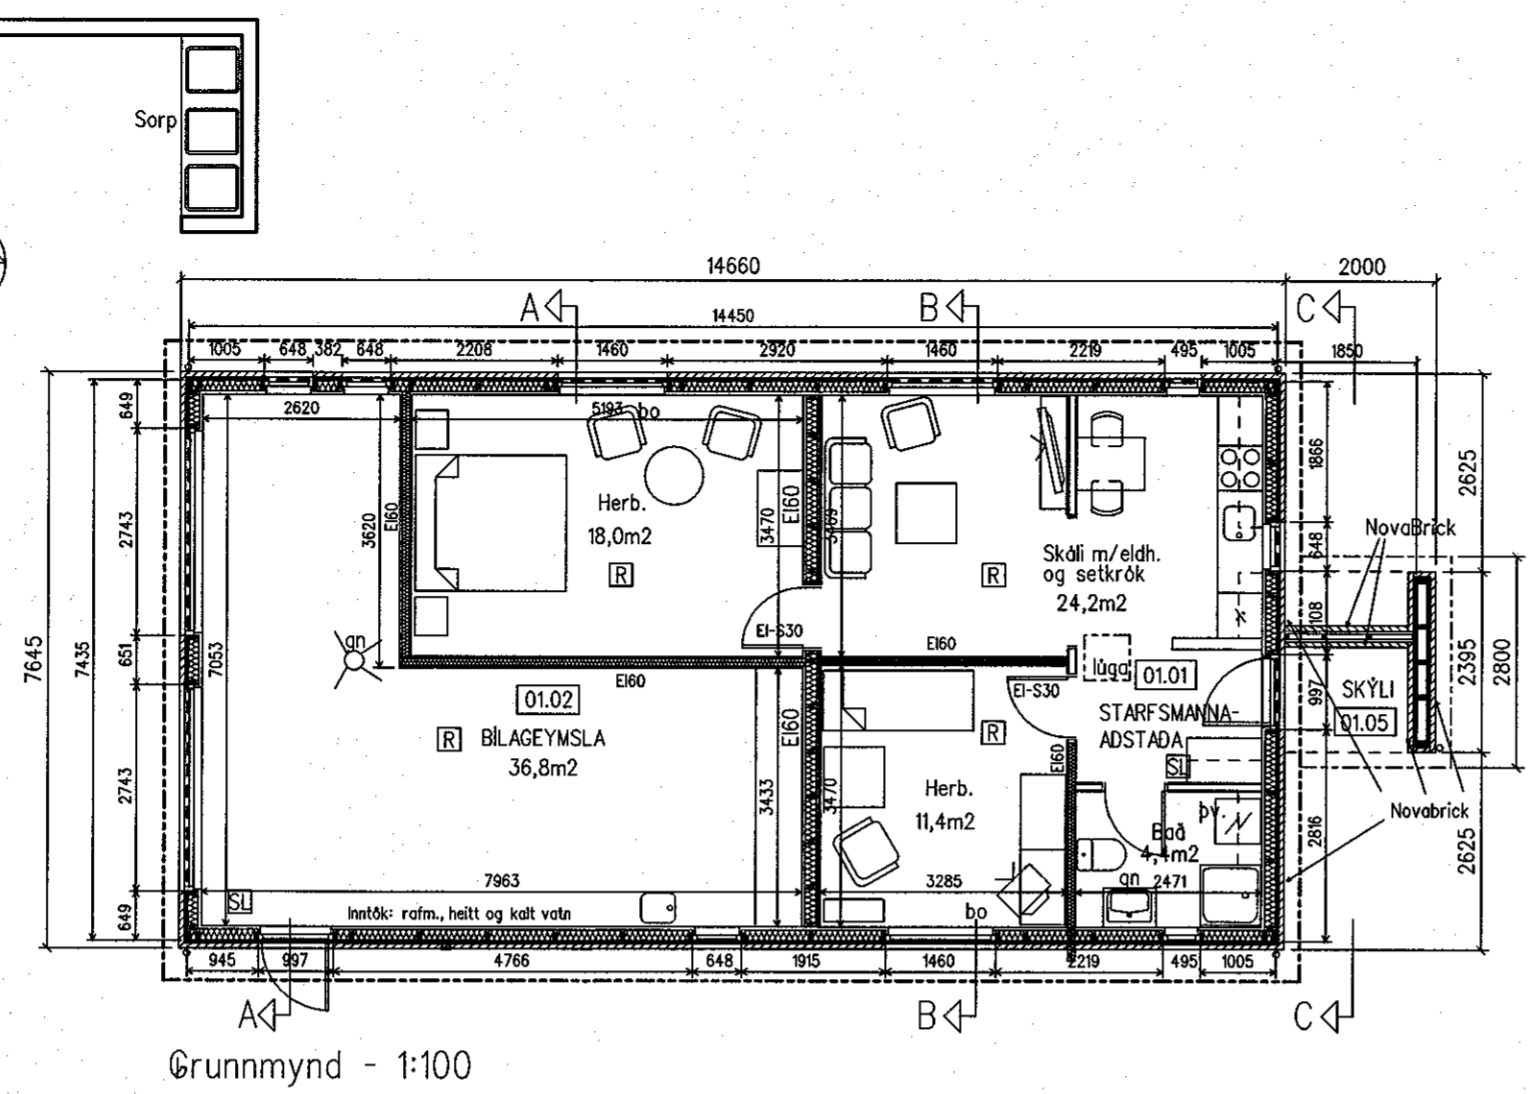 Sorp
14660
2000
A
B
C
14450
1005
648
382
648
2208
1460
2920
1460
2219
495
1005
1850
649
2743
651
2743
649
7645
7435
7053
2620
3620
EI60
5193
bo
Herb.
18,0m2
R
3470
EI60
EI-S30
Skáli m/eldh.
og setkrók
24,2m2
R
EI60
1866
648
108
997
2816
2625
2395
2800
2625
NovaBrick
SKÝLI
01.05
Novabrick
gn
EI60
01.02
R
BÍLAGEYMSLA
36,8m2
EI60
3433
3470
lúga
01.01
EI-S30
STARFSMANNA-
AÐSTAÐA
EI60
SL
R
Herb.
11,4m2
þv.
Bað
gn
2471
3285
bo
7963
SL
Inntök: rafm., heitt og kalt vatn
945
997
4766
648
1915
1460
2219
495
1005
A
B
C
Grunnmynd - 1:100